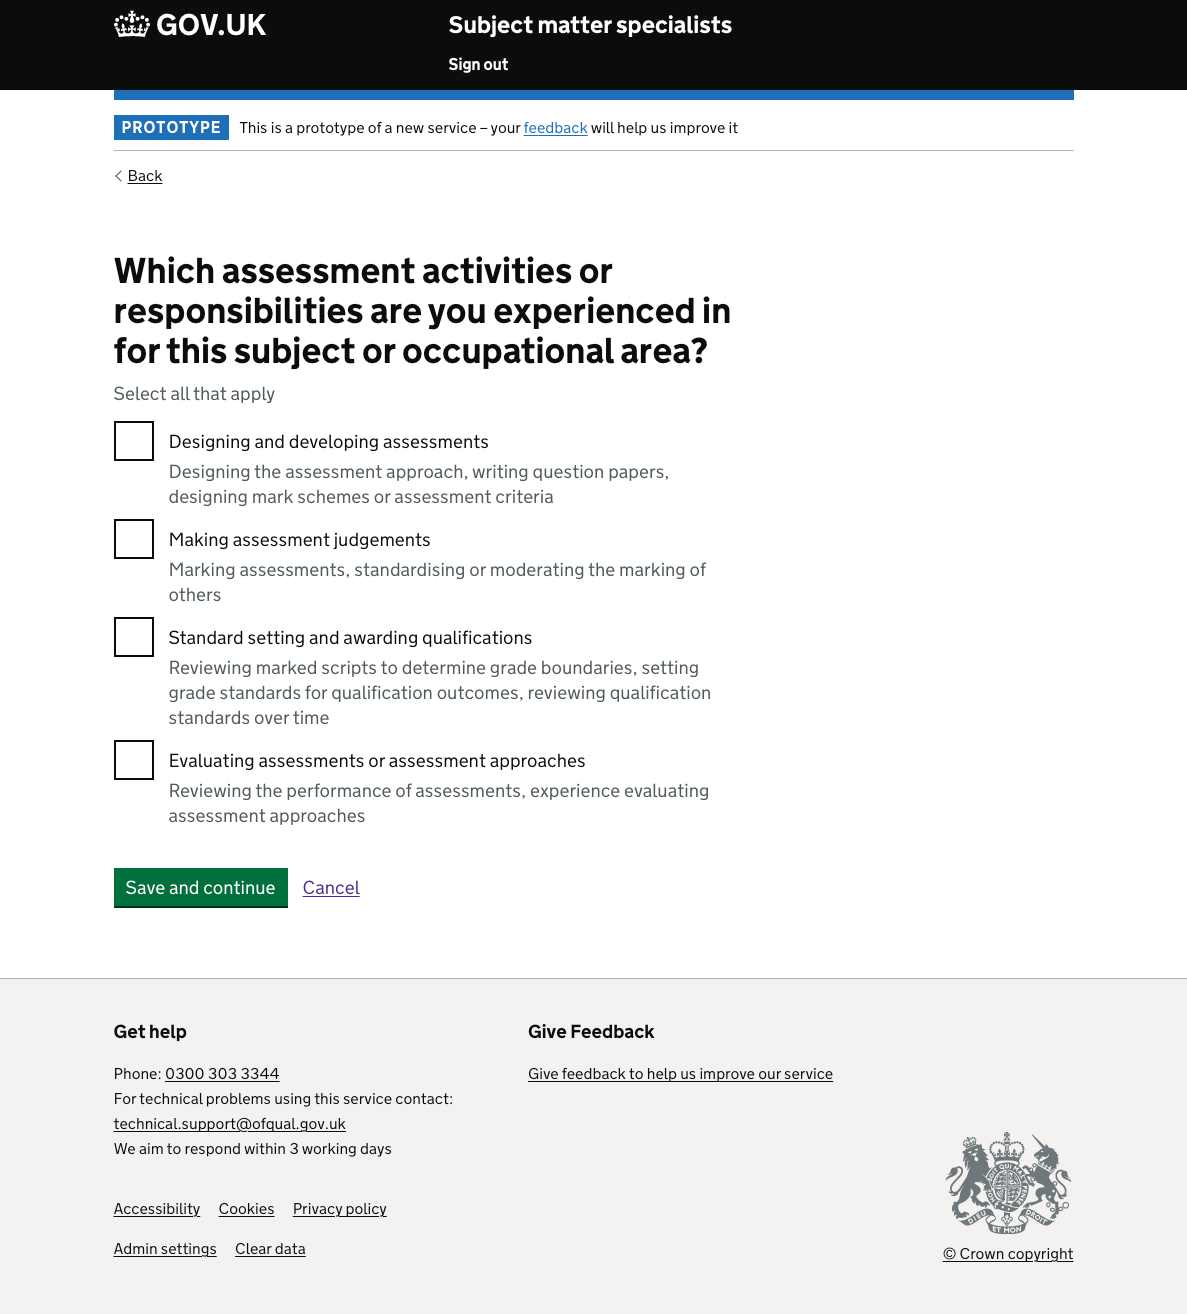 GOV.UK
Subject matter specialists
Sign out
PROTOTYPE This is a prototype of a new service – your feedback will help us improve it
Back
Which assessment activities or
responsibilities are you experienced in
for this subject or occupational area?
Select all that apply
Designing and developing assessments
Designing the assessment approach, writing question papers,
designing mark schemes or assessment criteria
Making assessment judgements
Marking assessments, standardising or moderating the marking of
others
Standard setting and awarding qualifications
Reviewing marked scripts to determine grade boundaries, setting
grade standards for qualification outcomes, reviewing qualification
standards over time
Evaluating assessments or assessment approaches
Reviewing the performance of assessments, experience evaluating
assessment approaches
Save and continue Cancel
Get help
Phone: 0300 303 3344
For technical problems using this service contact:
technical.support@ofqual.gov.uk
We aim to respond within 3 working days
Give Feedback
Give feedback to help us improve our service
Accessibility Cookies Privacy policy
Admin settings Clear data
DIEU ET MON DROIT
© Crown copyright